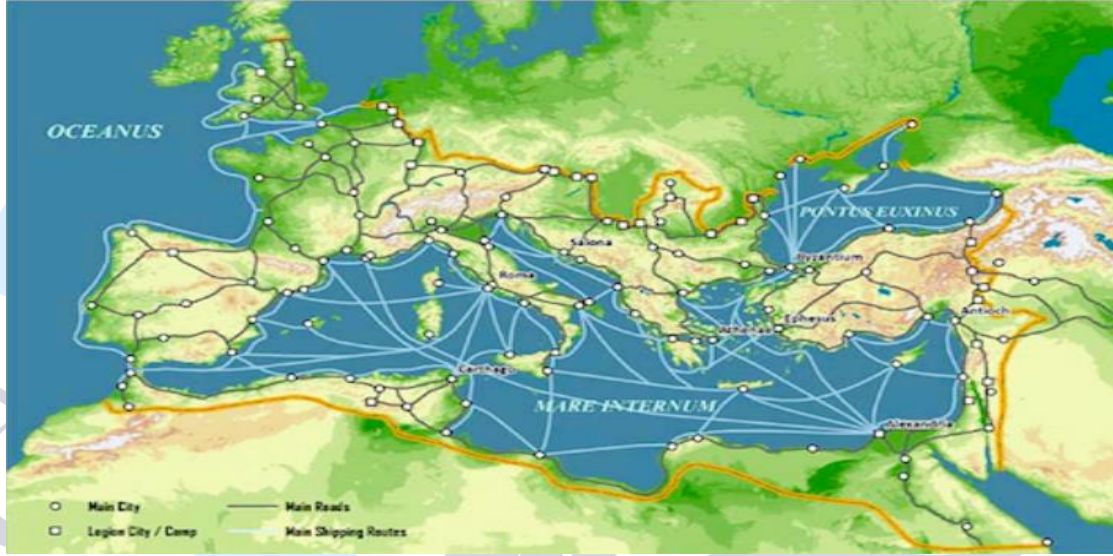 OCEANUS
PONTUS EUXINUS
Salona
Byzantium
Roma
Ephesus
Athenae
Antioch
Carthago
MARE INTERNUM
Alexandria
Main City
Main Roads
Legion City / Camp
Main Shipping Routes